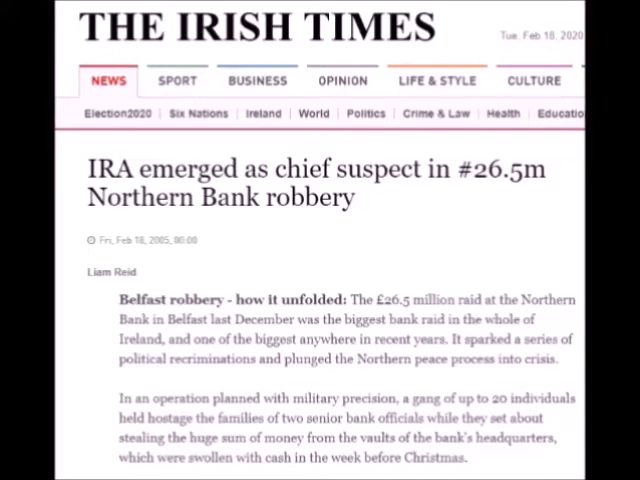 THE IRISH TIMES
Tue, Feb 18, 2020
NEWS SPORT BUSINESS OPINION LIFE & STYLE CULTURE
Election2020 Six Nations Ireland World Politics Crime & Law Health Educatio
IRA emerged as chief suspect in #26.5m
Northern Bank robbery
Fri, Feb 18, 2005, 00:00
Liam Reid
Belfast robbery - how it unfolded: The £26.5 million raid at the Northern
Bank in Belfast last December was the biggest bank raid in the whole of
Ireland, and one of the biggest anywhere in recent years. It sparked a series of
political recriminations and plunged the Northern peace process into crisis.
In an operation planned with military precision, a gang of up to 20 individuals
held hostage the families of two senior bank officials while they set about
stealing the huge sum of money from the vaults of the bank's headquarters,
which were swollen with cash in the week before Christmas.